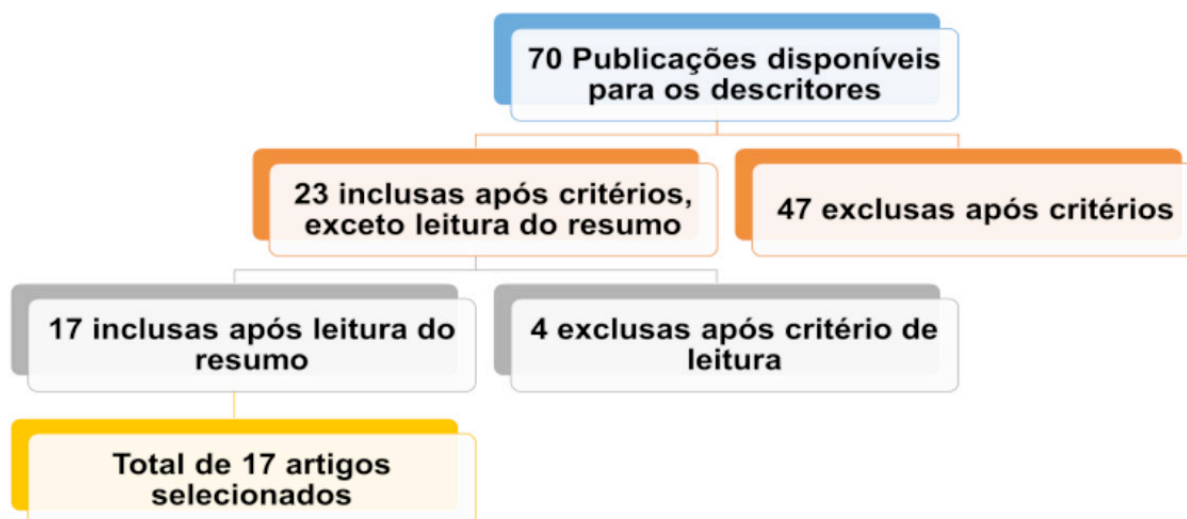 70 Publicações disponíveis
para os descritores
23 inclusas após critérios,
exceto leitura do resumo
47 exclusas após critérios
17 inclusas após leitura do
resumo
4 exclusas após critério de
leitura
Total de 17 artigos
selecionados